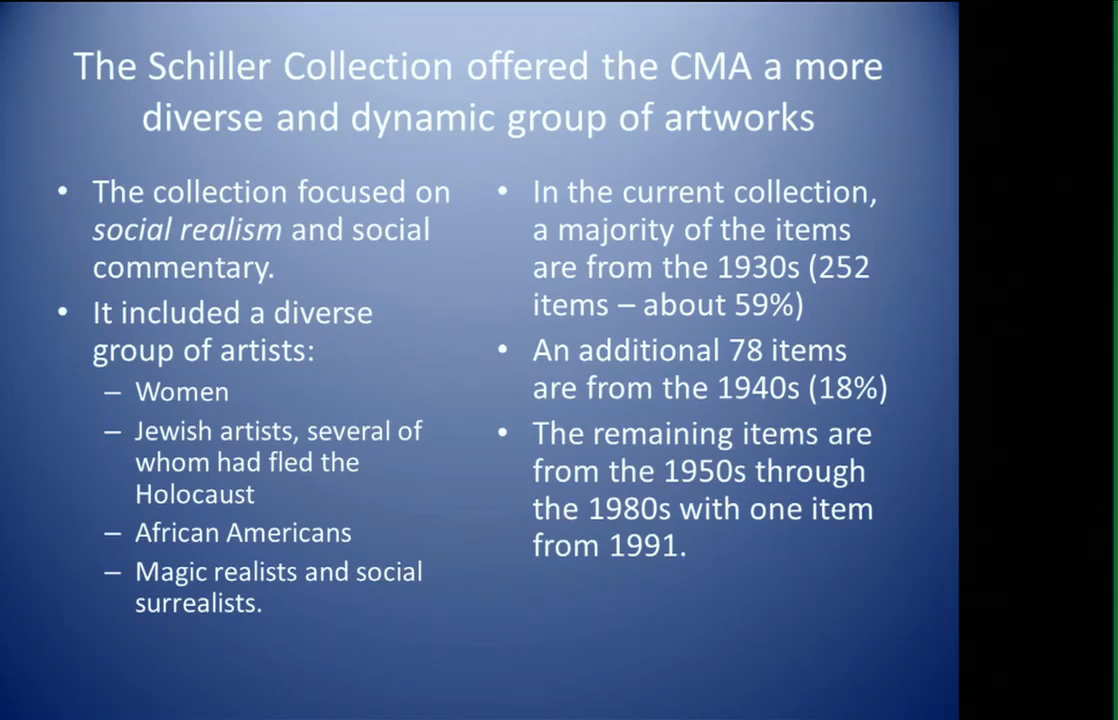 The Schiller Collection offered the CMA a more
diverse and dynamic group of artworks
• The collection focused on
social realism and social
commentary.
• It included a diverse
group of artists:
– Women
– Jewish artists, several of
whom had fled the
Holocaust
– African Americans
– Magic realists and social
surrealists.
• In the current collection,
a majority of the items
are from the 1930s (252
items – about 59%)
• An additional 78 items
are from the 1940s (18%)
• The remaining items are
from the 1950s through
the 1980s with one item
from 1991.